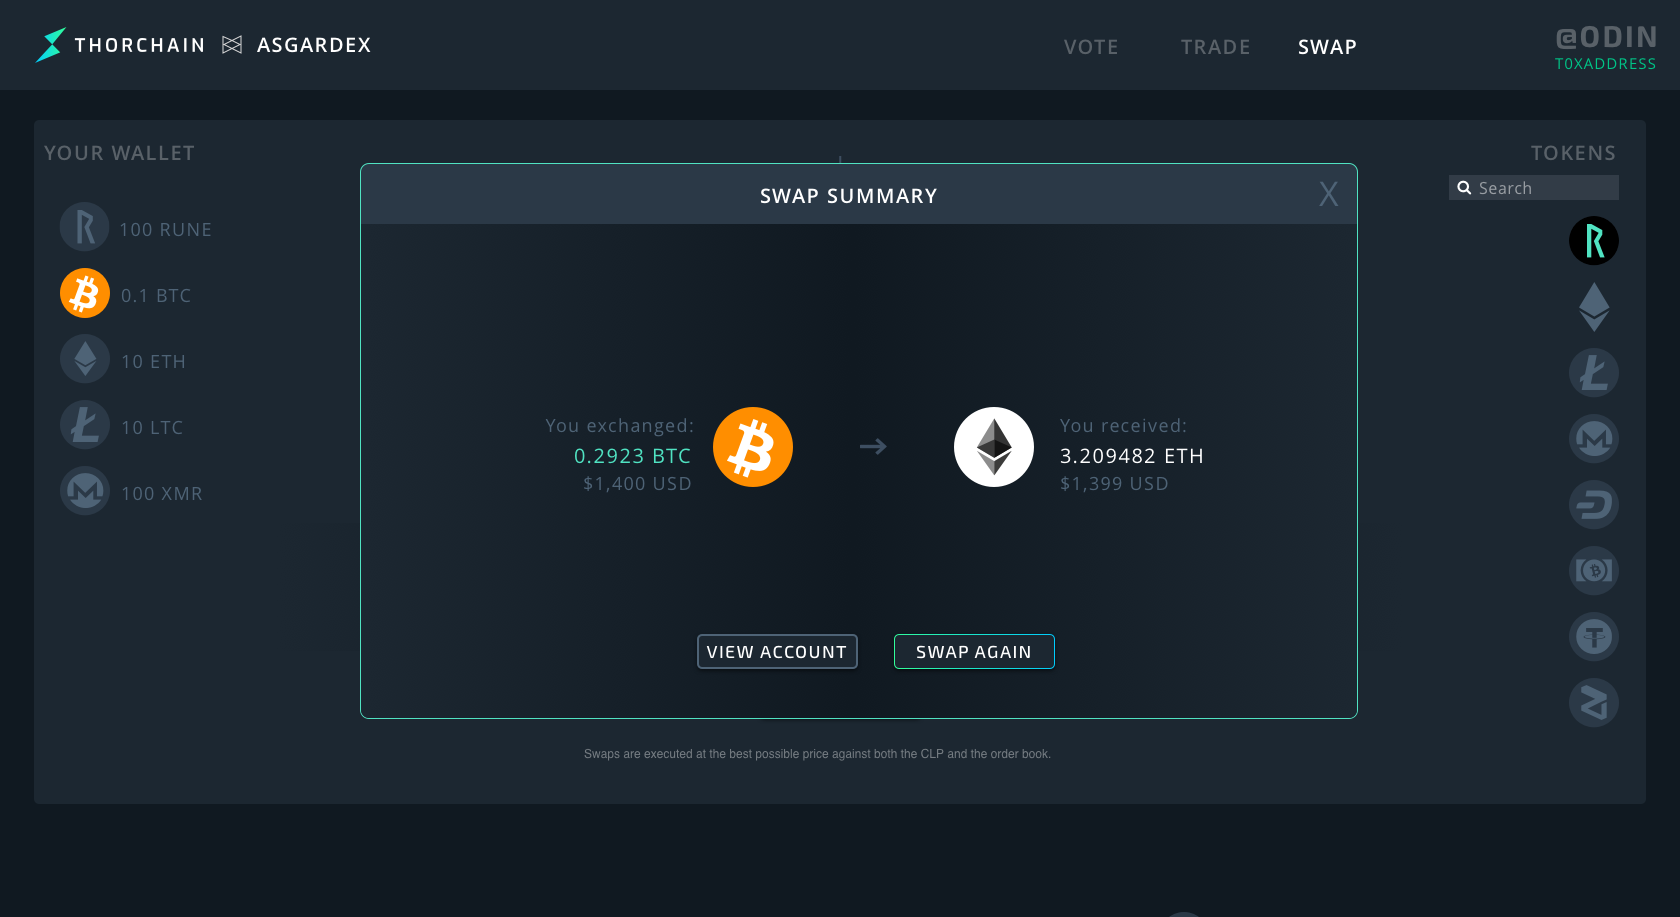 THORCHAIN ASGARDEX
VOTE TRADE SWAP
@ODIN
T0XADDRESS
YOUR WALLET
100 RUNE
0.1 BTC
10 ETH
10 LTC
100 XMR
SWAP SUMMARY X
You exchanged:
0.2923 BTC
$1,400 USD
You received:
3.209482 ETH
$1,399 USD
VIEW ACCOUNT
SWAP AGAIN
Swaps are executed at the best possible price against both the CLP and the order book.
TOKENS
Search